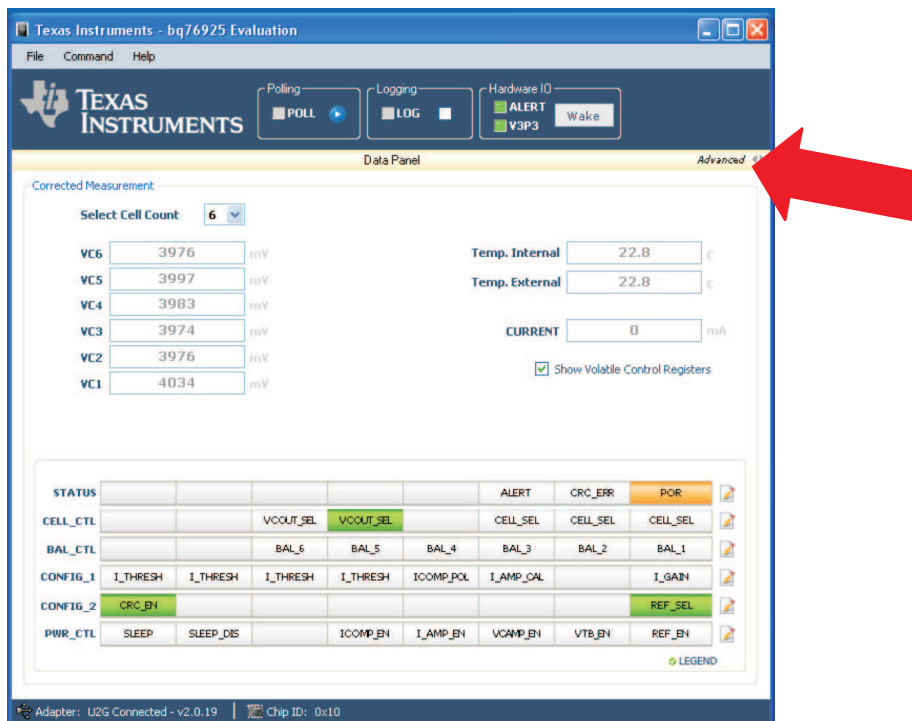 Texas Instruments - bq76925 Evaluation
File Command Help
TEXAS INSTRUMENTS
Polling
POLL
Logging
LOG
Hardware IO
ALERT
V3P3
Wake
Data Panel
Advanced
Corrected Measurement
Select Cell Count 6
VC6 3976 mV
VC5 3997 mV
VC4 3983 mV
VC3 3974 mV
VC2 3976 mV
VC1 4034 mV
Temp. Internal 22.8 C
Temp. External 22.8 C
CURRENT 0 mA
Show Volatile Control Registers
STATUS ALERT CRC_ERR POR
CELL_CTL VCOUT_SEL VCOUT_SEL CELL_SEL CELL_SEL CELL_SEL
BAL_CTL BAL_6 BAL_5 BAL_4 BAL_3 BAL_2 BAL_1
CONFIG_1 I_THRESH I_THRESH I_THRESH I_THRESH ICOMP_POL I_AMP_CAL I_GAIN
CONFIG_2 CRC_EN REF_SEL
PWR_CTL SLEEP SLEEP_DIS ICOMP_EN I_AMP_EN VCAMP_EN VTB_EN REF_EN
LEGEND
Adapter: U2G Connected - v2.0.19 Chip ID: 0x10